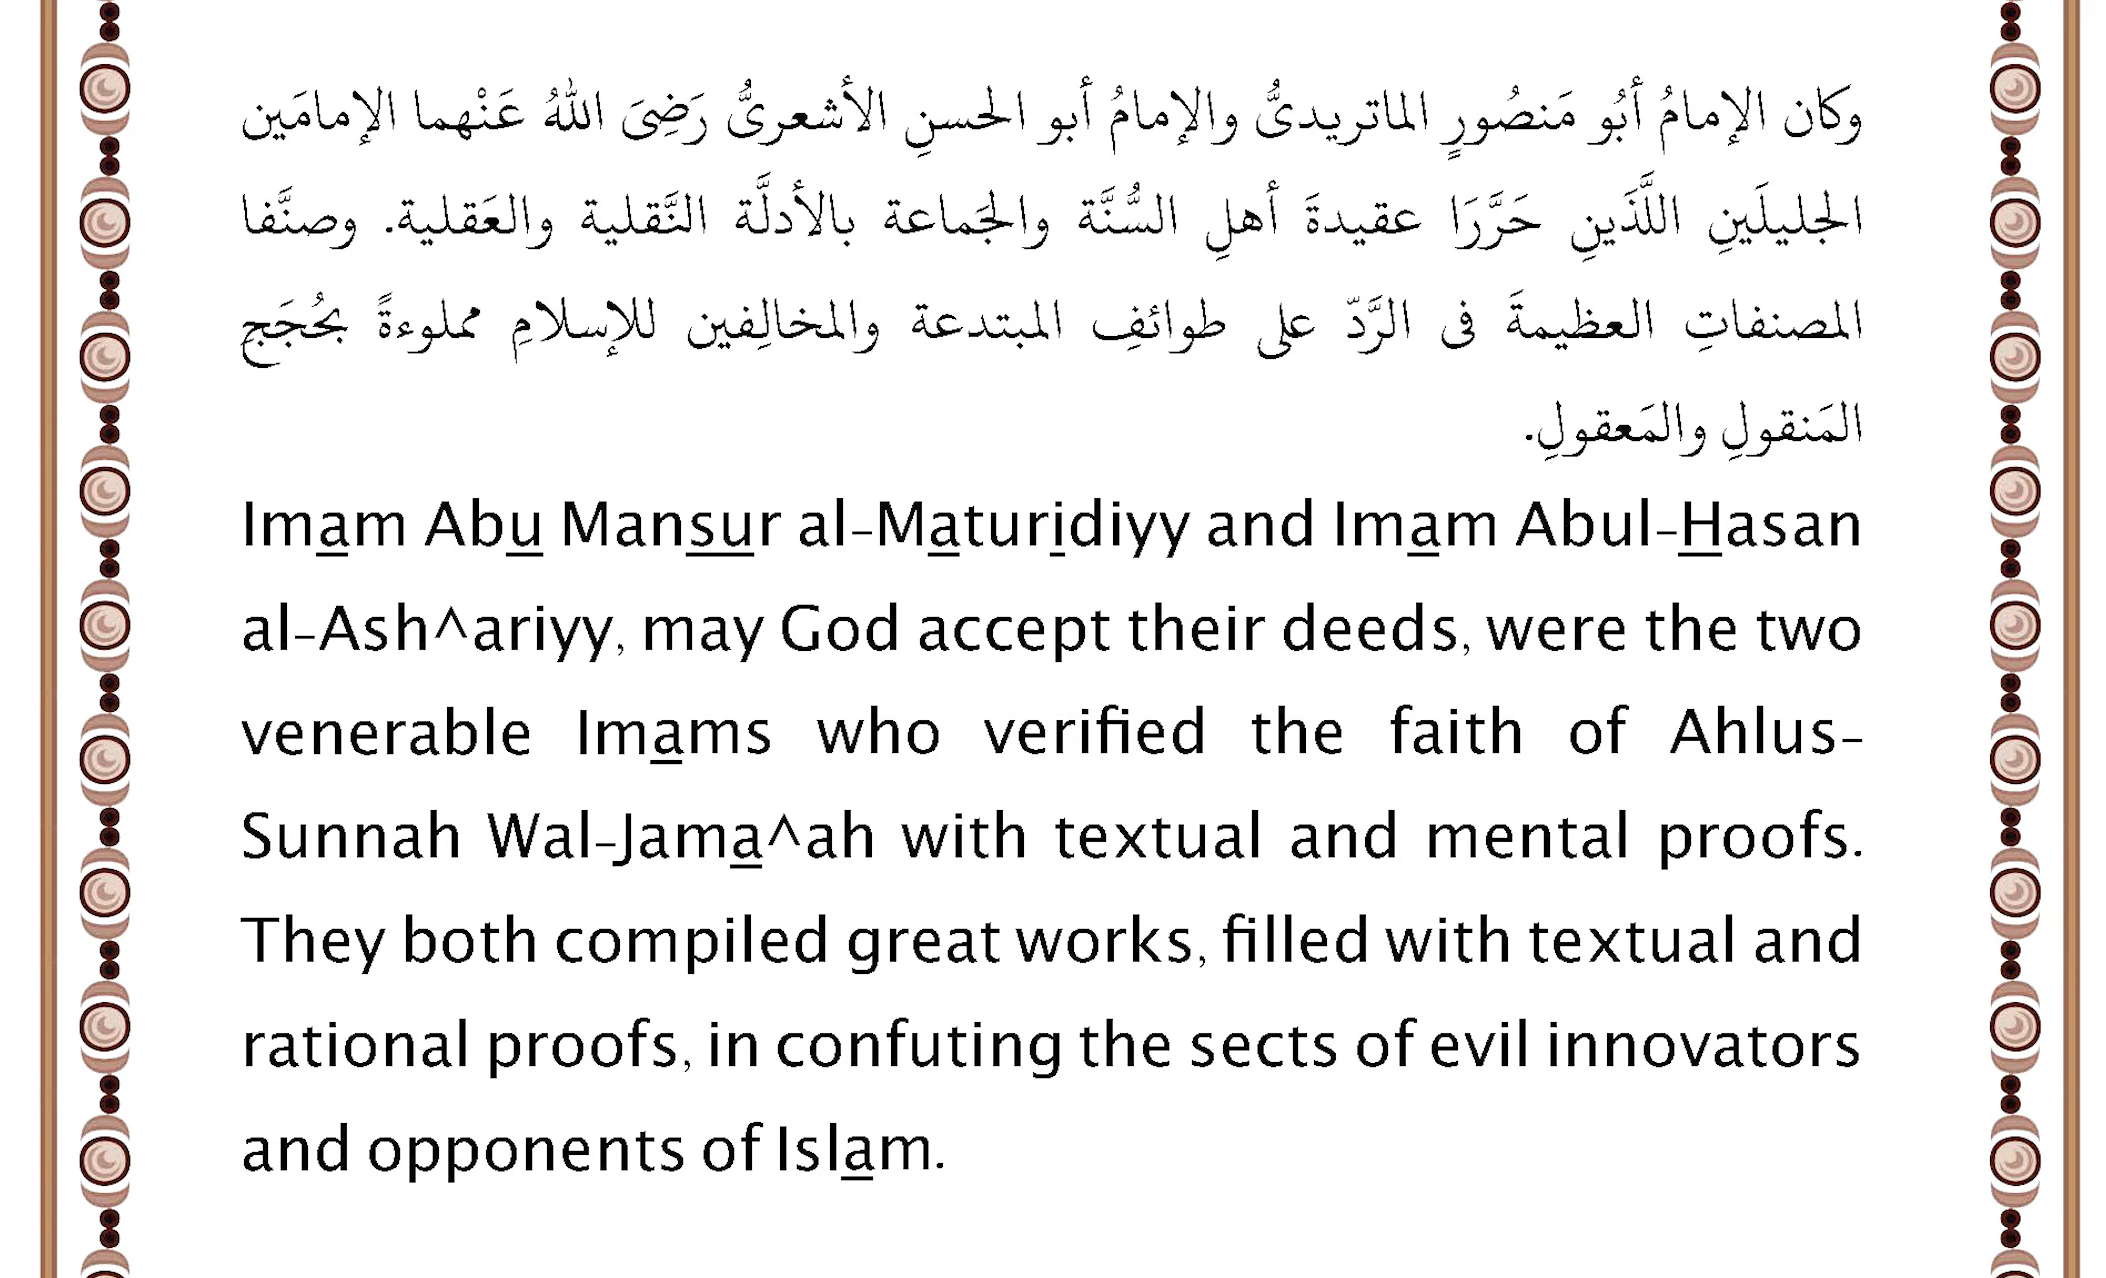 وكان الإمامُ أبُو مَنصُورٍ الماتريدىُّ والإمامُ أبو الحسنِ الأشعرىُّ رَضِىَ اللهُ عَنْهما الإمامَين
الجليلَينِ اللَّذَينِ حَرَّرَا عقيدةَ أهلِ السُّنَّة والجَماعة بالأدلَّة النَّقلية والعَقلية. وصنَّفا
المصنفاتِ العظيمةَ فى الرَّدّ على طوائفِ المبتدعة والمخالِفين للإسلامِ مملوءةً بحُجَجِ
المَنقولِ والمَعقولِ.
Imam Abu Mansur al-Maturidiyy and Imam Abul-Hasan
al-Ash^ariyy, may God accept their deeds, were the two
venerable Imams who verified the faith of Ahlus-
Sunnah Wal-Jama^ah with textual and mental proofs.
They both compiled great works, filled with textual and
rational proofs, in confuting the sects of evil innovators
and opponents of Islam.